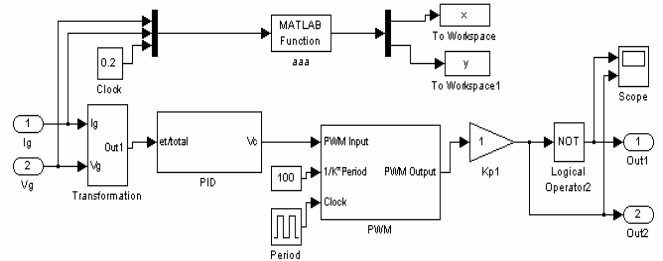 MATLAB
Function
aaa
x
To Workspace
y
To Workspace1
0.2
Clock
Scope
1
Ig
2
Vg
Ig
Vg
Out1
Transformation
et/total
Vo
PID
PWM Input
1/K*Period
Clock
PWM Output
PWM
100
Period
1
Kp1
NOT
Logical
Operator2
1
Out1
2
Out2